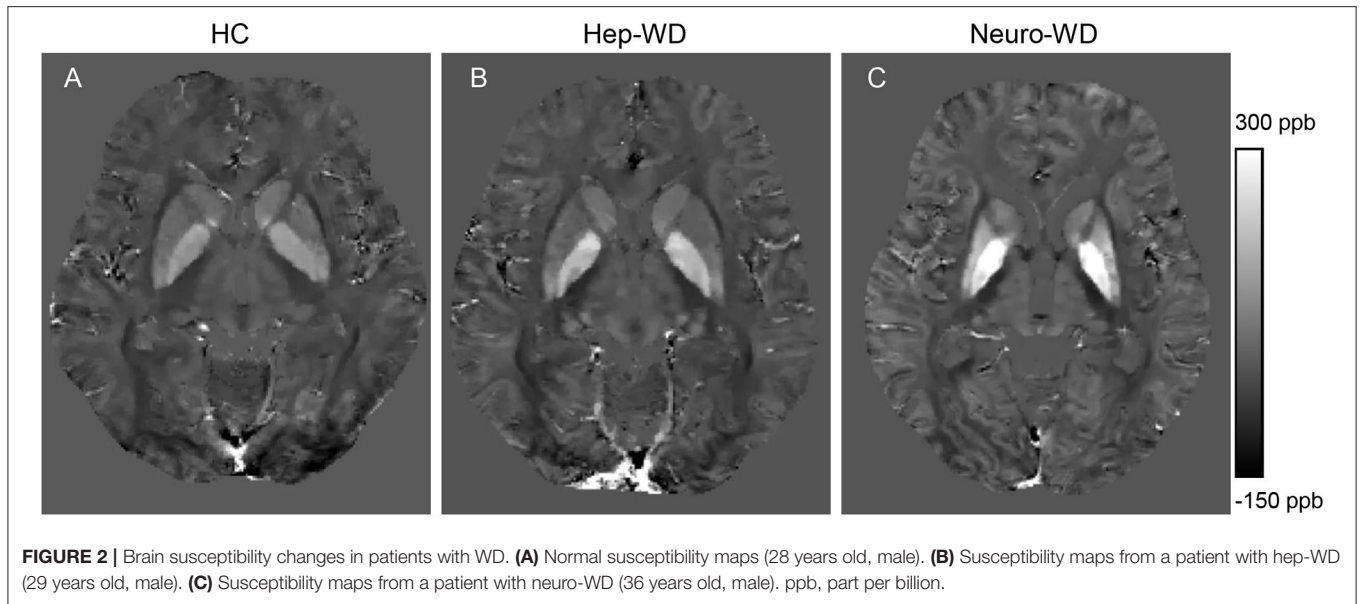 HC
Hep-WD
Neuro-WD
A
B
C
300 ppb
-150 ppb
FIGURE 2 | Brain susceptibility changes in patients with WD. (A) Normal susceptibility maps (28 years old, male). (B) Susceptibility maps from a patient with hep-WD
(29 years old, male). (C) Susceptibility maps from a patient with neuro-WD (36 years old, male). ppb, part per billion.